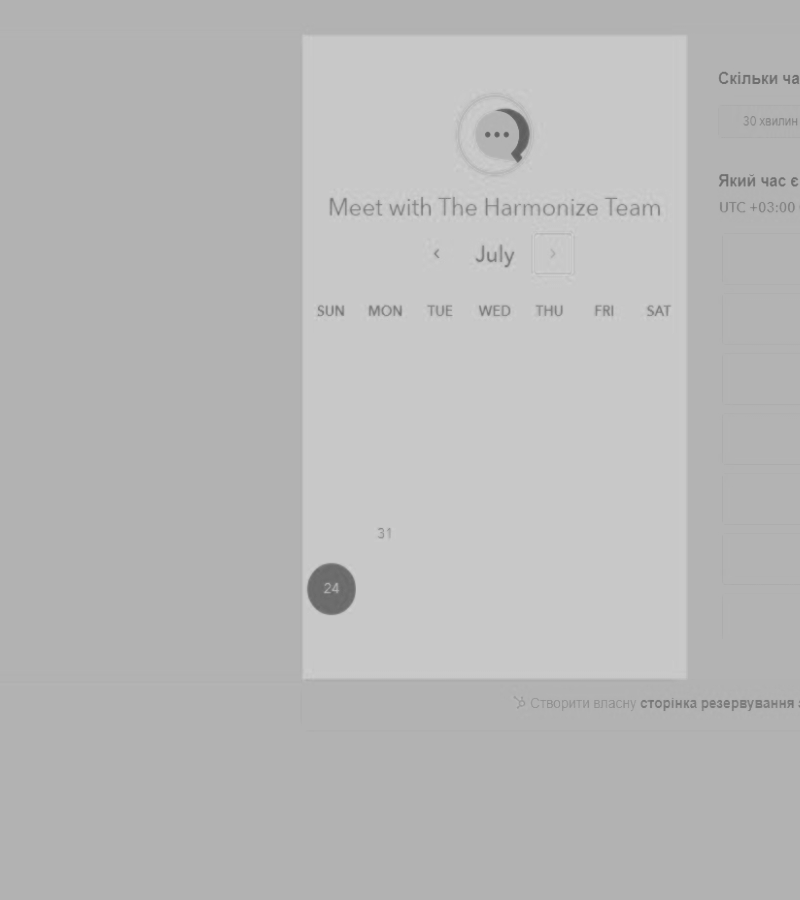 Meet with The Harmonize Team
July
SUN MON TUE WED THU FRI SAT
31
24
Скільки ча
30 хвилин
Який час є
UTC +03:00
Створити власну сторінка резервування